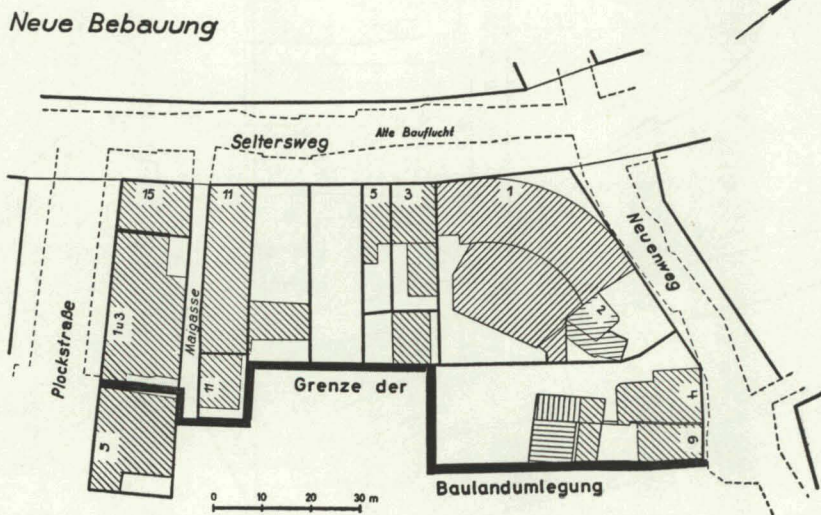 Neue Bebauung
Seltersweg
Alte Bauflucht
15
11
5
3
1
Neuenweg
2
1u3
Maigasse
Plockstraße
11
Grenze der
4
6
5
Baulandumlegung
0 10 20 30 m